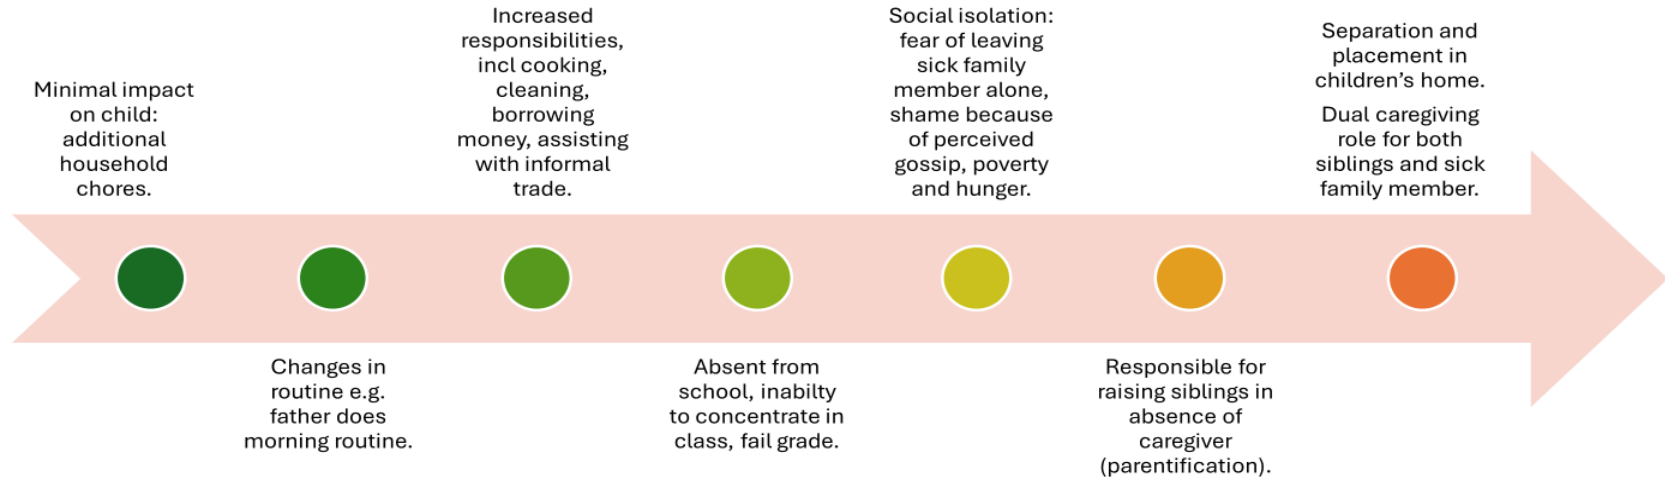 Minimal impact
on child:
additional
household
chores.
Changes in
routine e.g.
father does
morning routine.
Increased
responsibilities,
incl cooking,
cleaning,
borrowing
money, assisting
with informal
trade.
Absent from
school, inabilty
to concentrate in
class, fail grade.
Social isolation:
fear of leaving
sick family
member alone,
shame because
of perceived
gossip, poverty
and hunger.
Responsible for
raising siblings in
absence of
caregiver
(parentification).
Separation and
placement in
children’s home.
Dual caregiving
role for both
siblings and sick
family member.